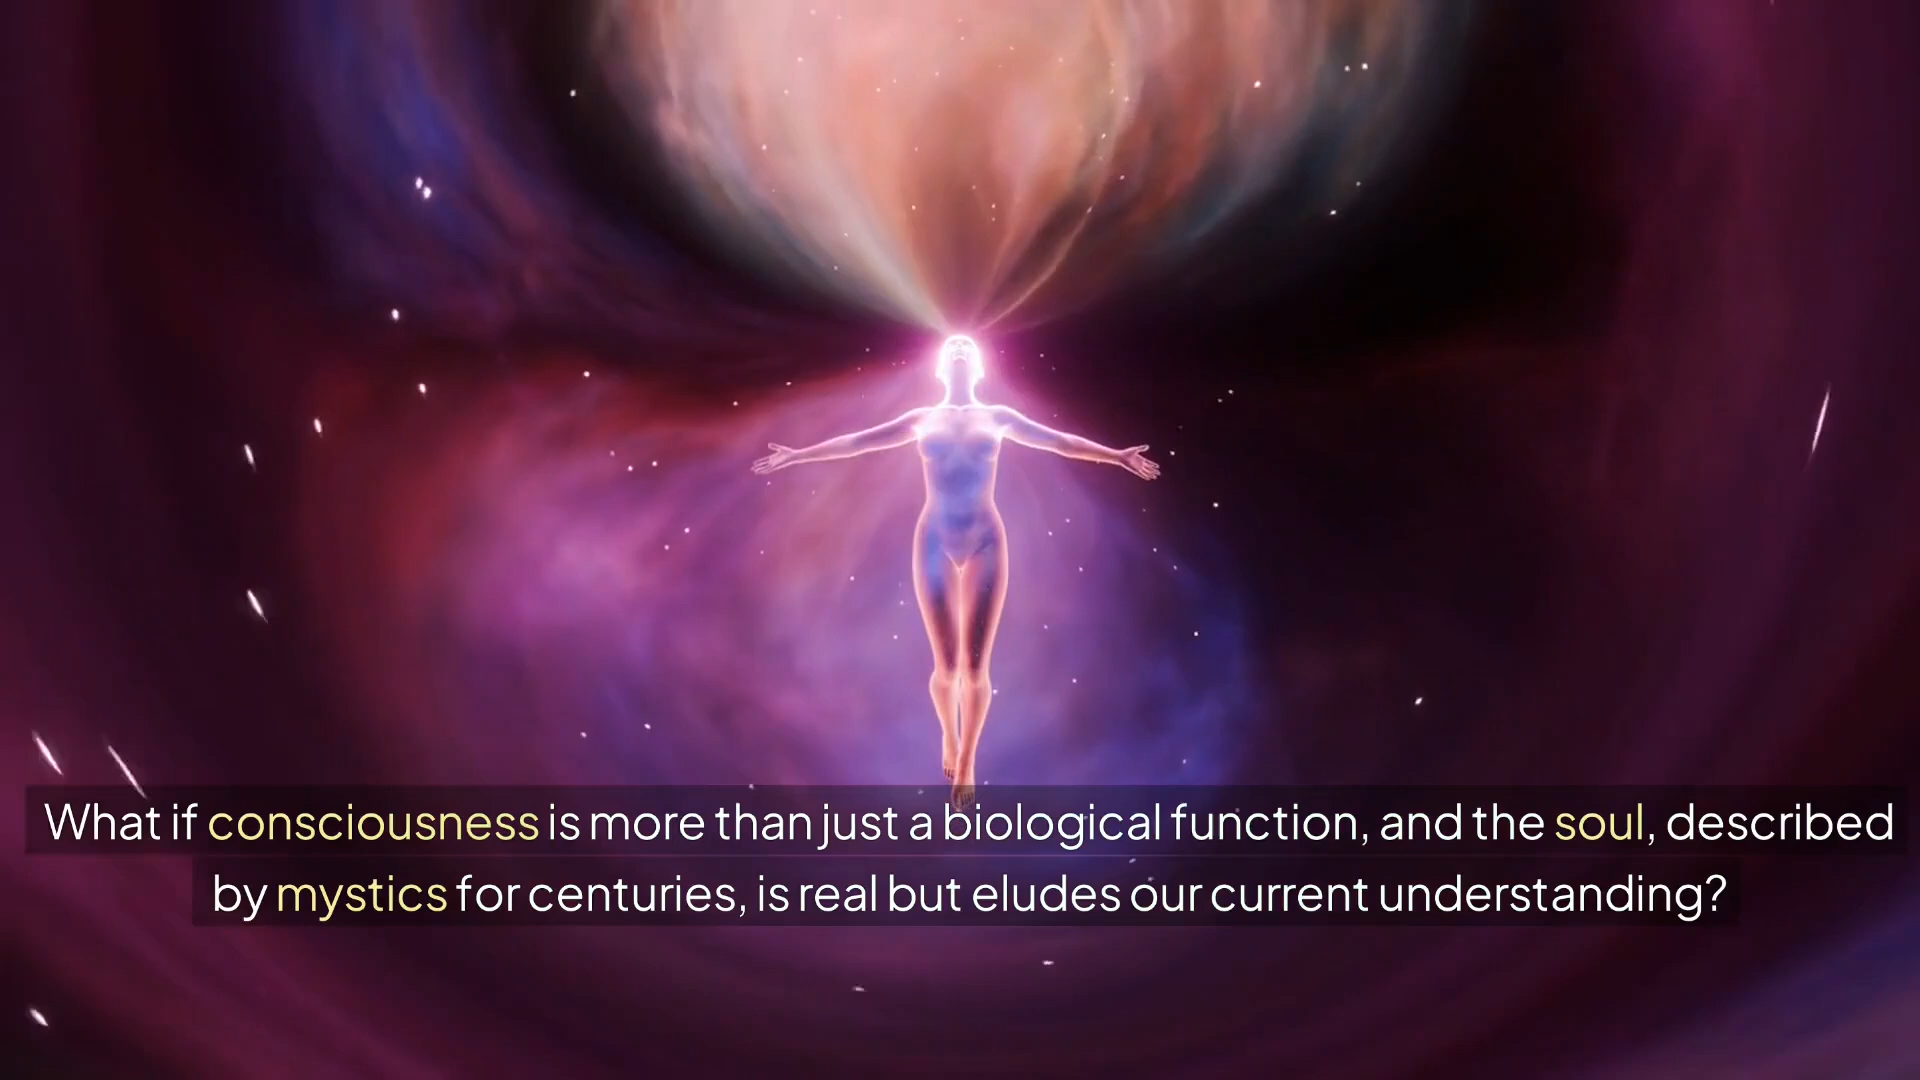 What if consciousness is more than just a biological function, and the soul, described
by mystics for centuries, is real but eludes our current understanding?